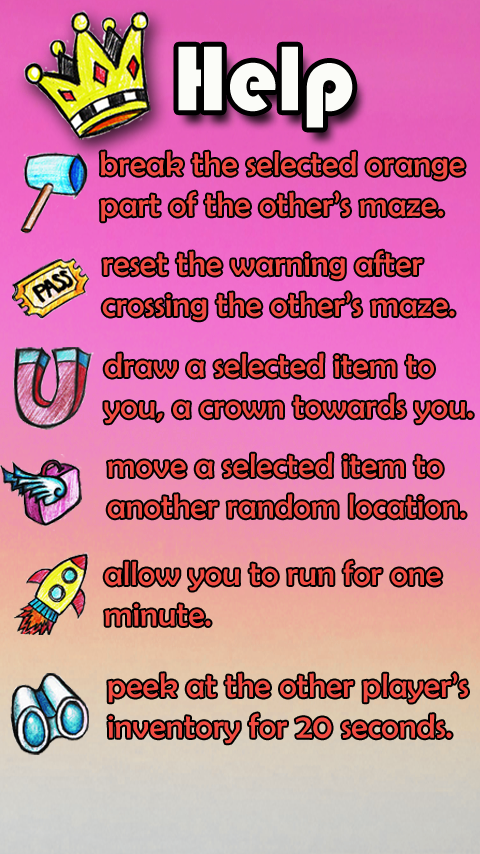 Help
break the selected orange
part of the other's maze.
PASS
reset the warning after
crossing the other's maze.
draw a selected item to
you, a crown towards you.
move a selected item to
another random location.
allow you to run for one
minute.
peek at the other player's
inventory for 20 seconds.